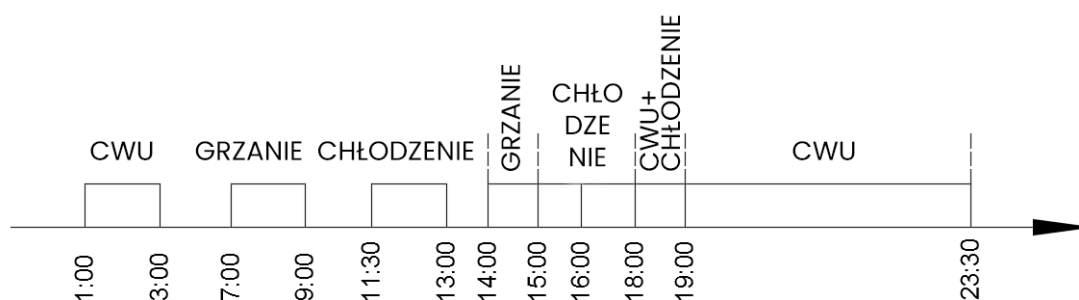 CWU
GRZANIE
CHŁODZENIE
GRZANIE
CHŁO
DZE
NIE
CWU+
CHŁODZENIE
CWU
1:00
3:00
7:00
9:00
11:30
13:00
14:00
15:00
16:00
18:00
19:00
23:30